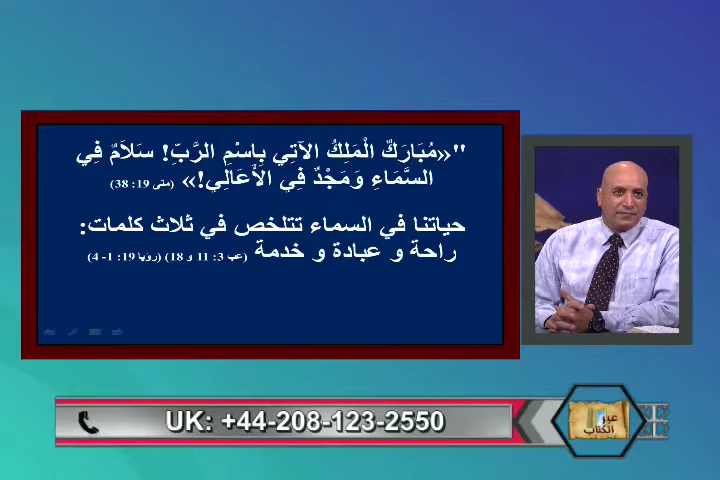 "«مُبَارَكٌ الْمَلِكُ الآتِي بِاسْمِ الرَّبِّ! سَلاَمٌ فِي
السَّمَاءِ وَمَجْدٌ فِي الأَعَالِي!» (متى 19: 38)
حياتنا في السماء تتلخص في ثلاث كلمات:
راحة و عبادة و خدمة (عب 3: 11 و 18) (رؤيا 19: 1- 4)
UK: +44-208-123-2550
عبر
الكتاب